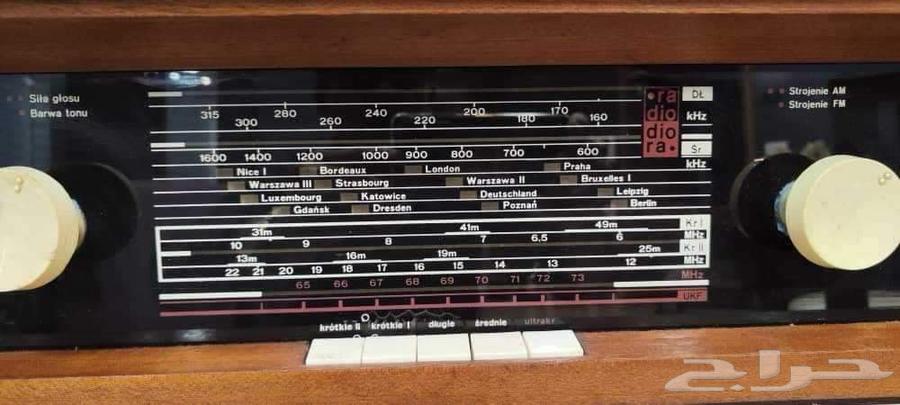 Siła głosu
Barwa tonu
315 280 240 200 170
300 260 220 180 160
DŁ
kHz
ra
dio
dio
ra
Strojenie AM
Strojenie FM
Sr
kHz
1600 1400 1200 1000 900 800 700 600
Nice I Bordeaux London Praha
Warszawa III Strasbourg Warszawa II Bruxelles I
Luxembourg Katowice Deutschland Leipzig
Gdańsk Dresden Poznań Berlin
31m 41m 49m Kr I
10 9 8 7 6,5 6 MHz
13m 16m 19m 25m Kr II
22 21 20 19 18 17 16 15 14 13 12 MHz
65 66 67 68 69 70 71 72 73 MHz
UKF
krótkie II krótkie I długie średnie ultrakr
حراج